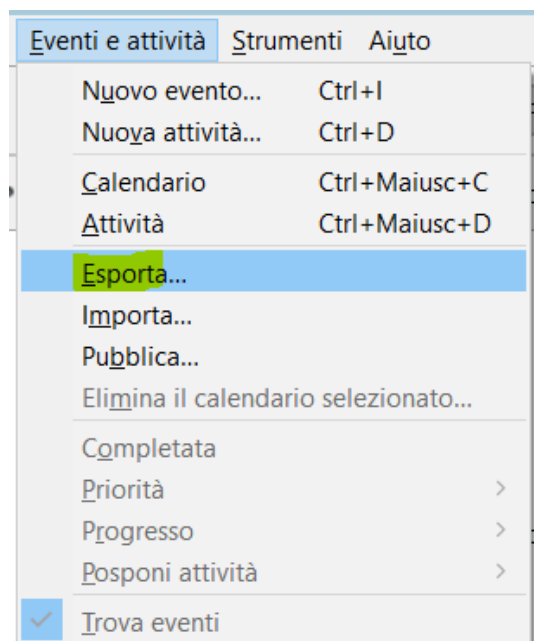 Eventi e attività Strumenti Aiuto
Nuovo evento... Ctrl+I
Nuova attività... Ctrl+D
Calendario Ctrl+Maiusc+C
Attività Ctrl+Maiusc+D
Esporta...
Importa...
Pubblica...
Elimina il calendario selezionato...
Completata
Priorità
Progresso
Posponi attività
Trova eventi